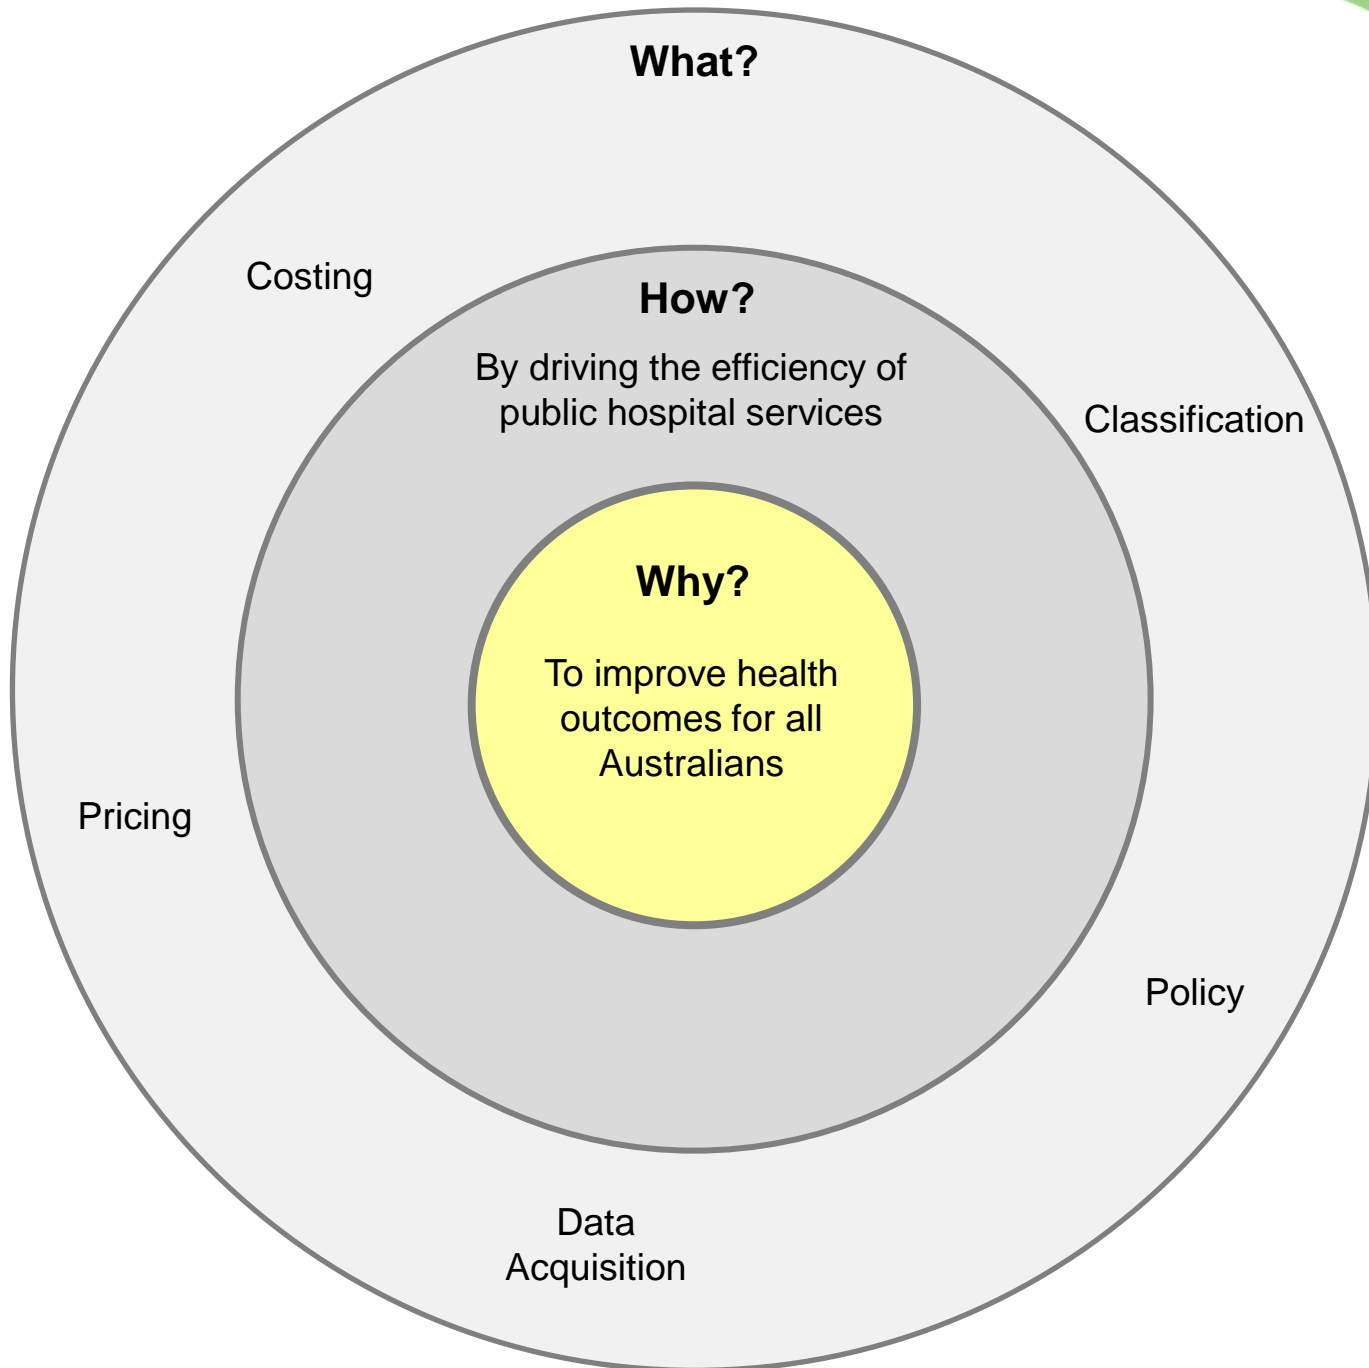 What?
Costing
How?
By driving the efficiency of
public hospital services
Classification
Why?
To improve health
outcomes for all
Australians
Pricing
Policy
Data
Acquisition